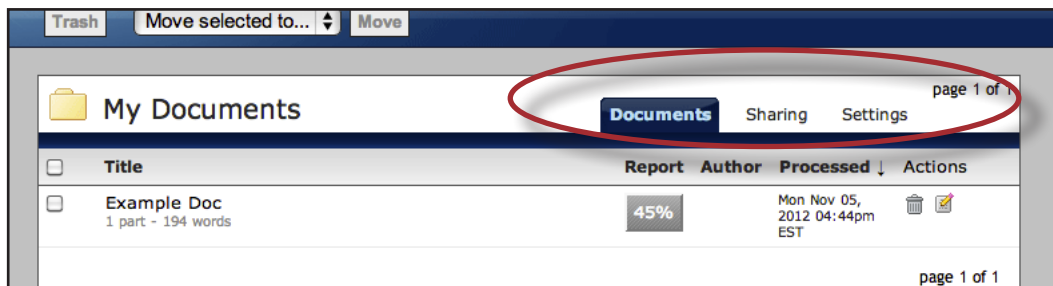 Trash Move selected to... Move
page 1 of 1
My Documents
Documents Sharing Settings
Title Report Author Processed ↓ Actions
Example Doc 45% Mon Nov 05,
1 part - 194 words 2012 04:44pm
EST
page 1 of 1